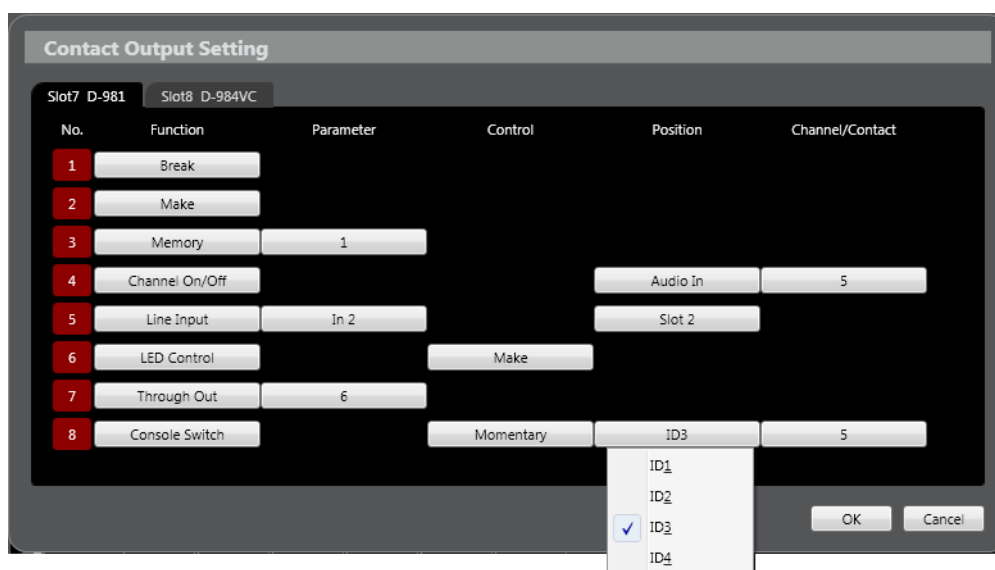 Contact Output Setting
Slot7 D-981 Slot8 D-984VC
No. Function Parameter Control Position Channel/Contact
1 Break
2 Make
3 Memory 1
4 Channel On/Off Audio In 5
5 Line Input In 2 Slot 2
6 LED Control Make
7 Through Out 6
8 Console Switch Momentary ID3 5
ID1
ID2
ID3
ID4
OK Cancel